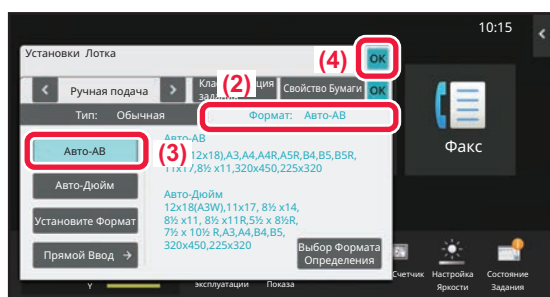 10:15
Установки Лотка
(4)
OK
(2)
Ручная подача
Свойство Бумаги
OK
Тип: Обычная
Формат: Авто-AB
(3)
Авто-AB
Авто-AB
12x18),A3,A4,A4R,A5R,B4,B5,B5R,
11x17,8½ x11,320x450,225x320
Авто-Дюйм
Авто-Дюйм
12x18(A3W),11x17, 8½ x14,
8½ x11, 8½ x11R,5½ x 8½R,
7½ x 10½ R,A3,A4,B4,B5,
320x450,225x320
Установите Формат
Прямой Ввод →
Выбор Формата
Определения
Факс
эксплуатации
Показа
Счетчик
Настройка
Яркости
Состояние
Задания
Y